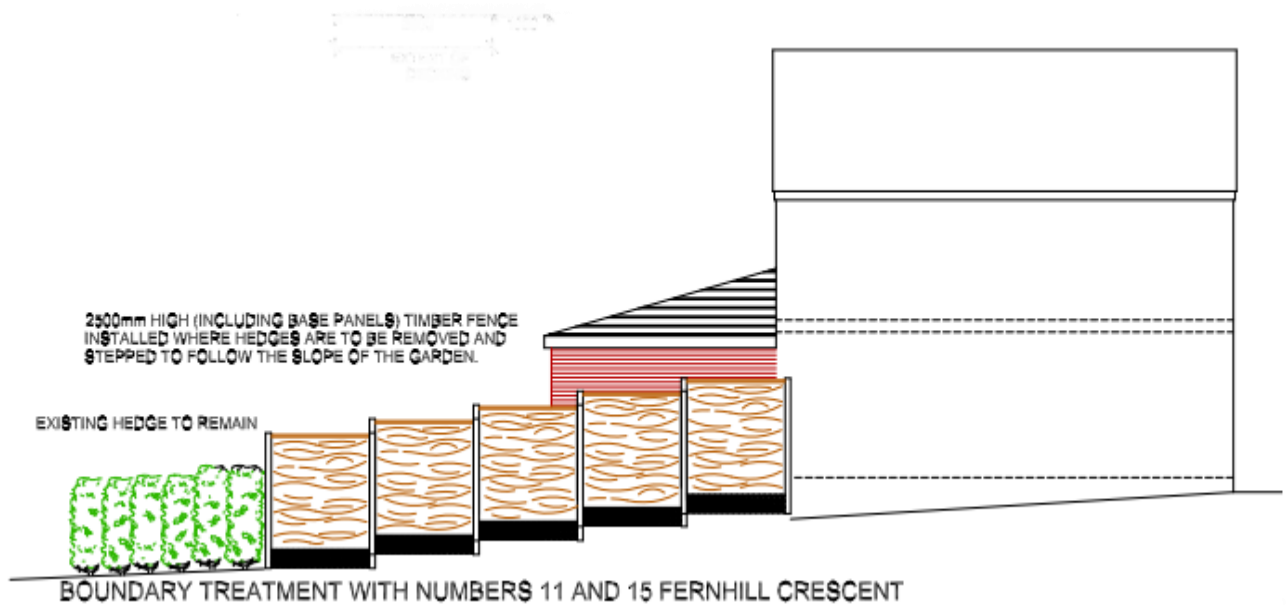 2500mm HIGH (INCLUDING BASE PANELS) TIMBER FENCE
INSTALLED WHERE HEDGES ARE TO BE REMOVED AND
STEPPED TO FOLLOW THE SLOPE OF THE GARDEN.
EXISTING HEDGE TO REMAIN
BOUNDARY TREATMENT WITH NUMBERS 11 AND 15 FERNHILL CRESCENT